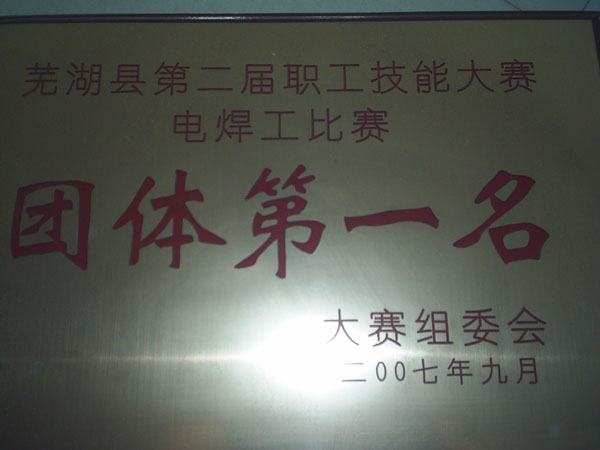 芜湖县第二届职工技能大赛
电焊工比赛
团体第一名
大赛组委会
二00七年九月